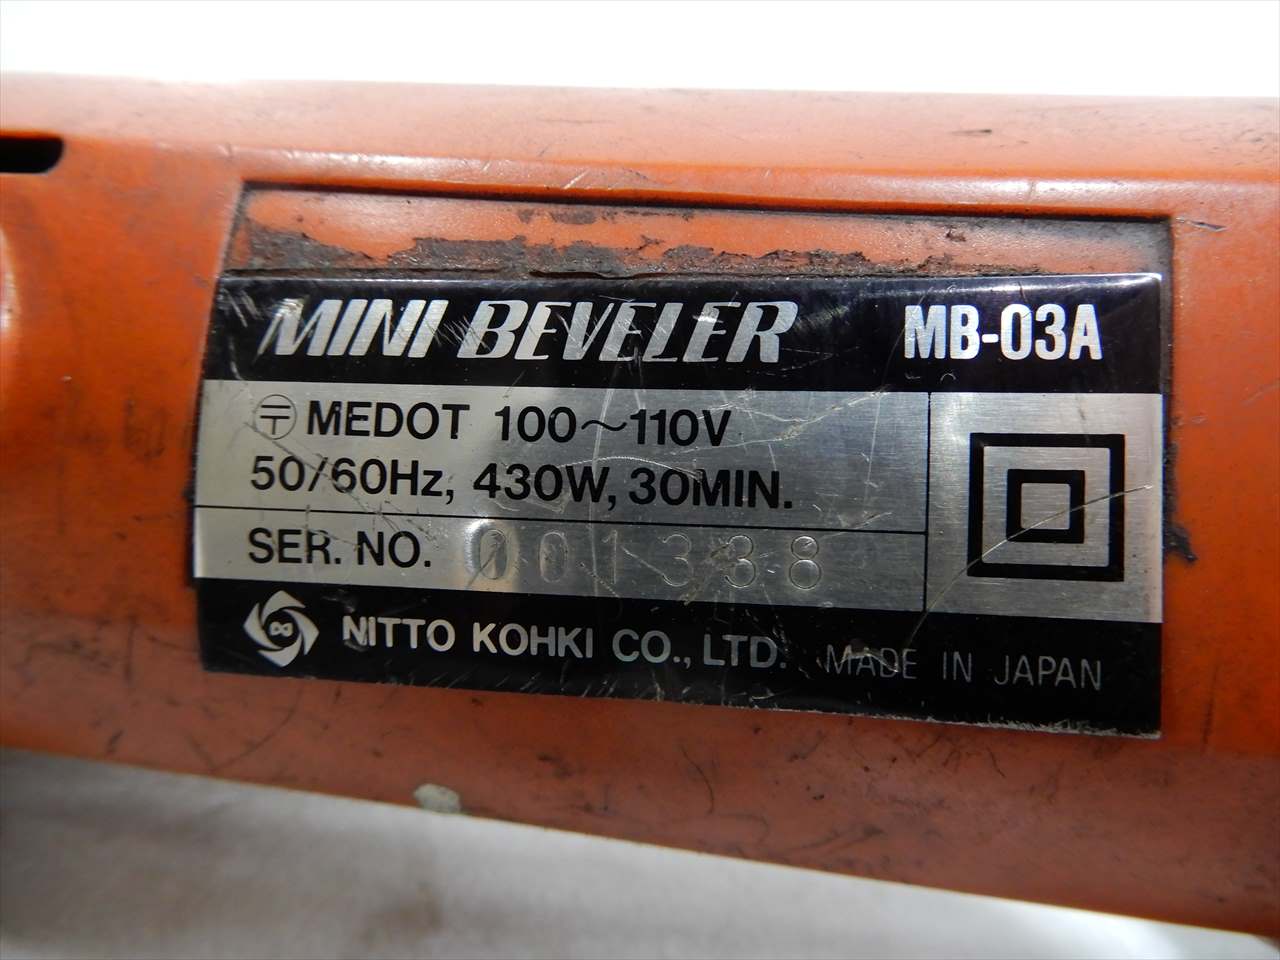 MINI BEVELER MB-03A
〒 MEDOT 100~110V
50/60Hz, 430W, 30MIN.
SER. NO. 001338
NITTO KOHKI CO., LTD. MADE IN JAPAN